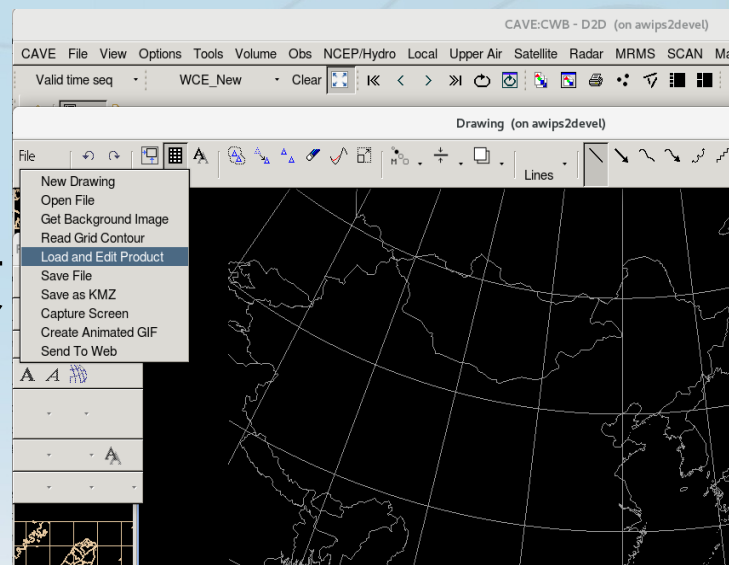 CAVE:CWB - D2D (on awips2devel)
CAVE File View Options Tools Volume Obs NCEP/Hydro Local Upper Air Satellite Radar MRMS SCAN Ma
Valid time seq WCE_New Clear
Drawing (on awips2devel)
File
Lines
New Drawing
Open File
Get Background Image
Read Grid Contour
Load and Edit Product
Save File
Save as KMZ
Capture Screen
Create Animated GIF
Send To Web